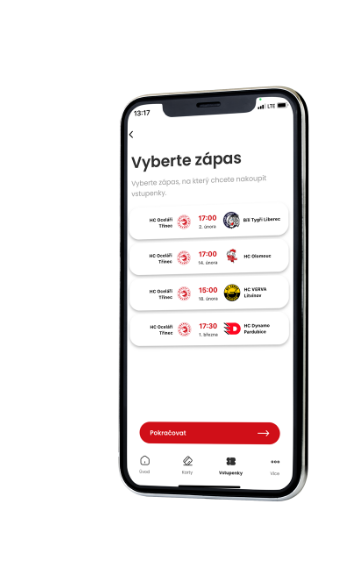 13:17
LTE
Vyberte zápas
Vyberte zápas, na který chcete nakoupit
vstupenky.
HC Oceláři
Třinec
17:00
2. února
Bílí Tygři Liberec
HC Oceláři
Třinec
17:00
14. února
HC Olomouc
HC Oceláři
Třinec
15:00
18. února
HC VERVA
Litvínov
HC Oceláři
Třinec
17:30
1. března
HC Dynamo
Pardubice
Pokračovat
Úvod
Karty
Vstupenky
Více